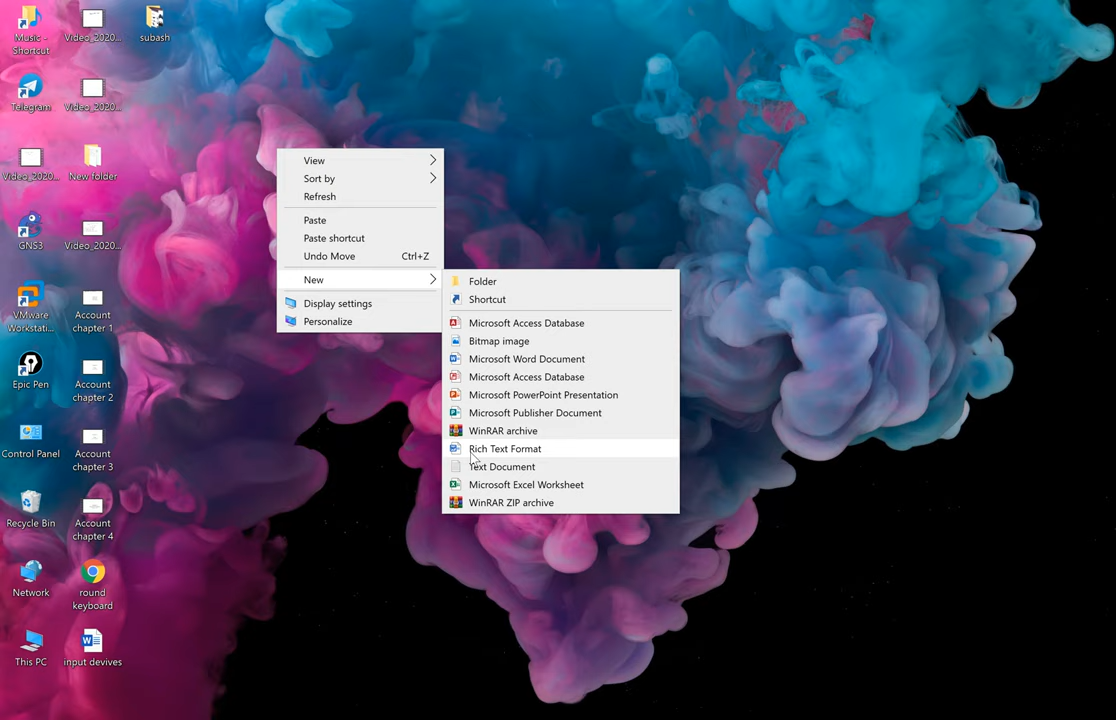 Music -
Shortcut
Video_2020...
subash
Telegram
Video_2020...
Video_2020...
New folder
GNS3
Video_2020...
VMware
Workstati...
Account
chapter 1
Epic Pen
Account
chapter 2
Control Panel
Account
chapter 3
Recycle Bin
Account
chapter 4
Network
round
keyboard
This PC
input devives
View
Sort by
Refresh
Paste
Paste shortcut
Undo Move Ctrl+Z
New
Display settings
Personalize
Folder
Shortcut
Microsoft Access Database
Bitmap image
Microsoft Word Document
Microsoft Access Database
Microsoft PowerPoint Presentation
Microsoft Publisher Document
WinRAR archive
Rich Text Format
Text Document
Microsoft Excel Worksheet
WinRAR ZIP archive